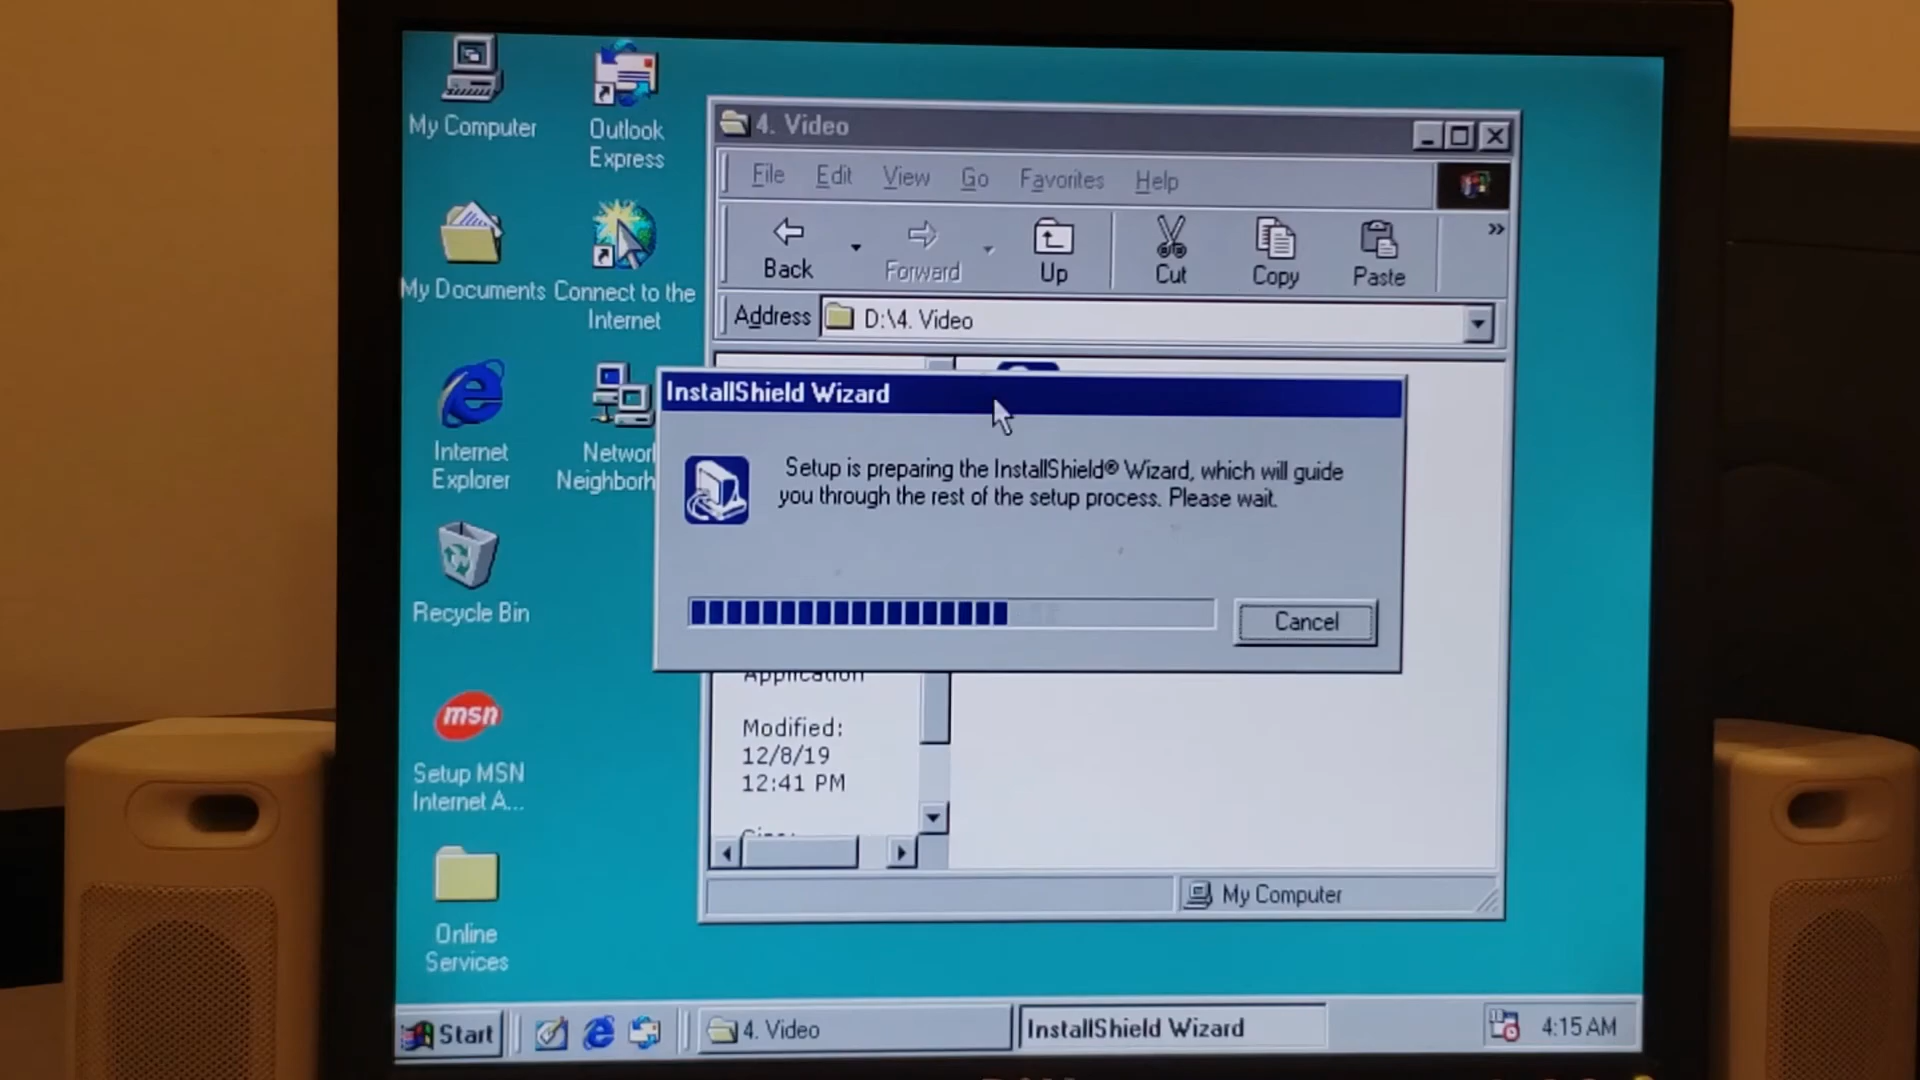 My Computer
Outlook
Express
My Documents
Connect to the
Internet
Internet
Explorer
Networ
Neighborh
Recycle Bin
msn
Setup MSN
Internet A...
Online
Services
4. Video
File Edit View Go Favorites Help
Back Forward Up Cut Copy Paste »
Address D:\4. Video
InstallShield Wizard
Setup is preparing the InstallShield® Wizard, which will guide
you through the rest of the setup process. Please wait.
Cancel
Application
Modified:
12/8/19
12:41 PM
My Computer
Start 4. Video InstallShield Wizard 4:15 AM